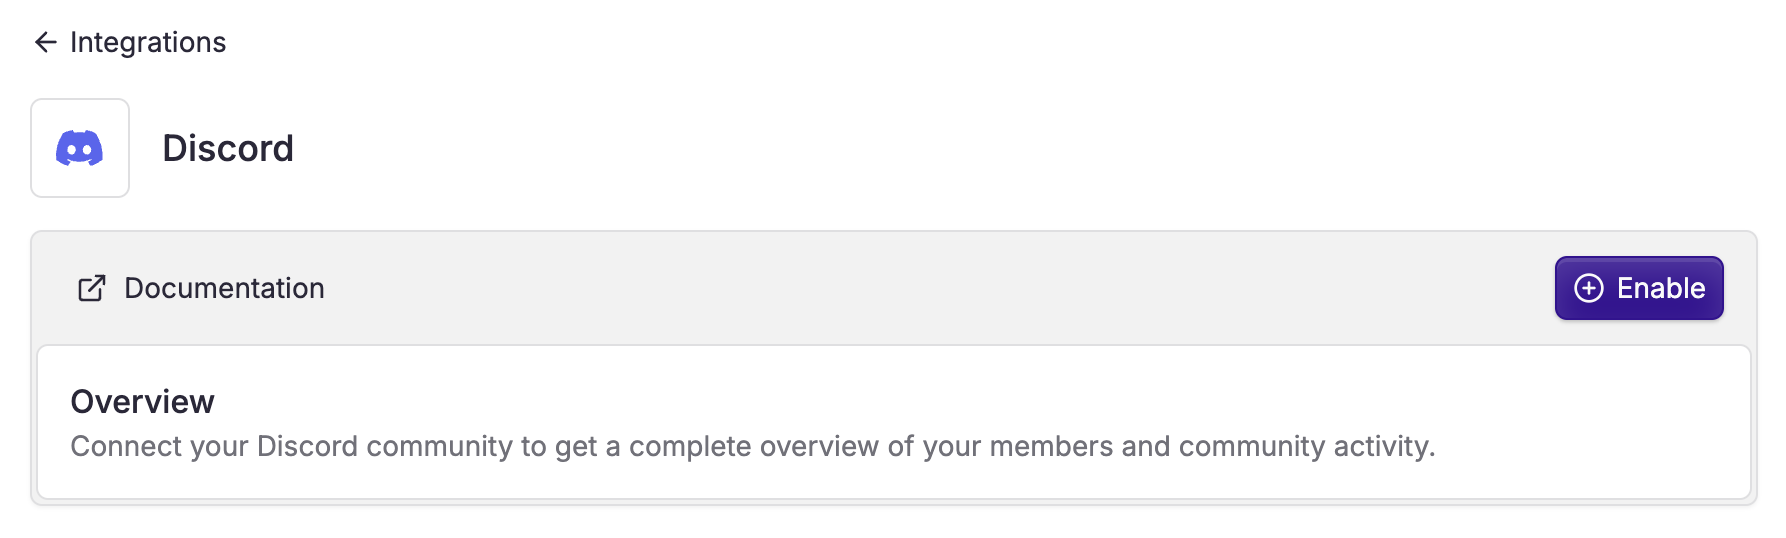 Integrations
Discord
Documentation
Enable
Overview
Connect your Discord community to get a complete overview of your members and community activity.